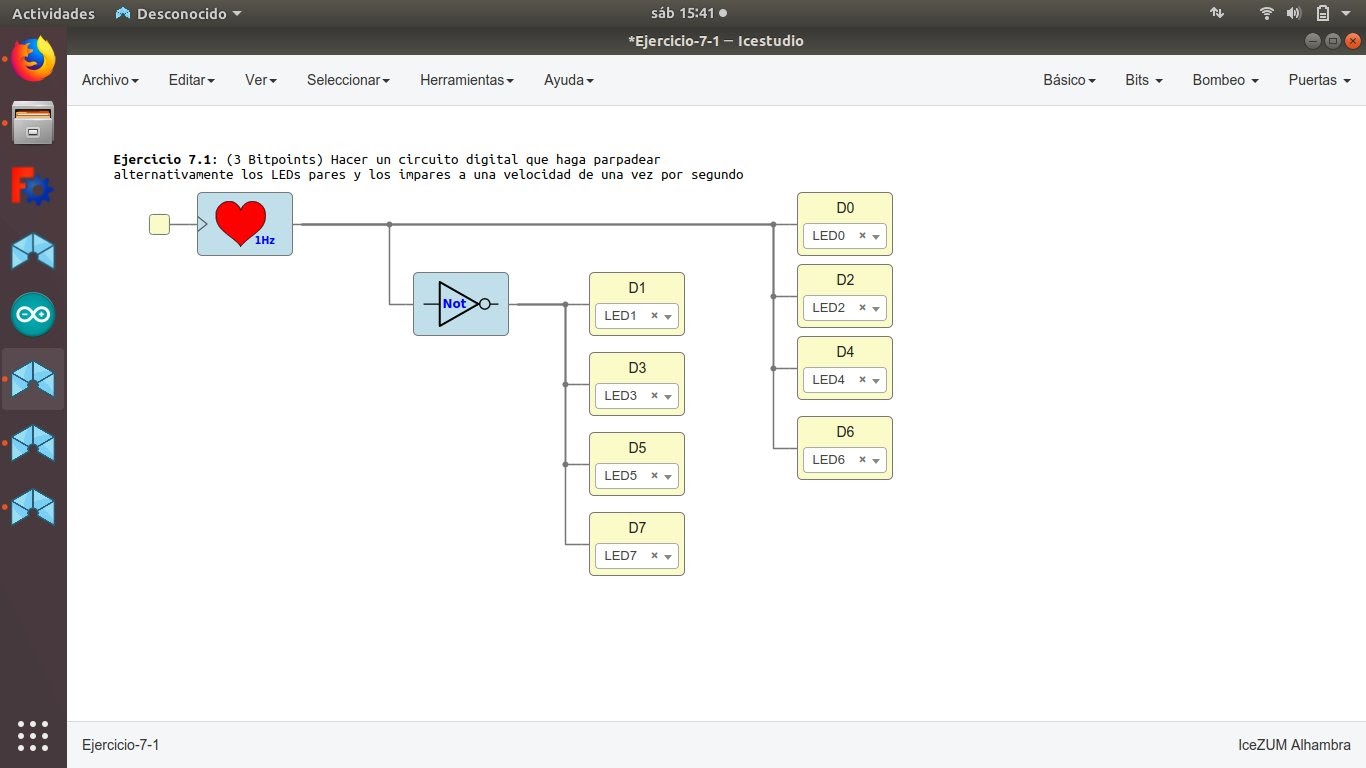 Actividades Desconocido sáb 15:41
*Ejercicio-7-1 — Icestudio
Archivo Editar Ver Seleccionar Herramientas Ayuda Básico Bits Bombeo Puertas
Ejercicio 7.1: (3 Bitpoints) Hacer un circuito digital que haga parpadear
alternativamente los LEDs pares y los impares a una velocidad de una vez por segundo
1Hz
D0
LED0 ×
Not
D1
LED1 ×
D2
LED2 ×
D3
LED3 ×
D4
LED4 ×
D5
LED5 ×
D6
LED6 ×
D7
LED7 ×
Ejercicio-7-1 IceZUM Alhambra